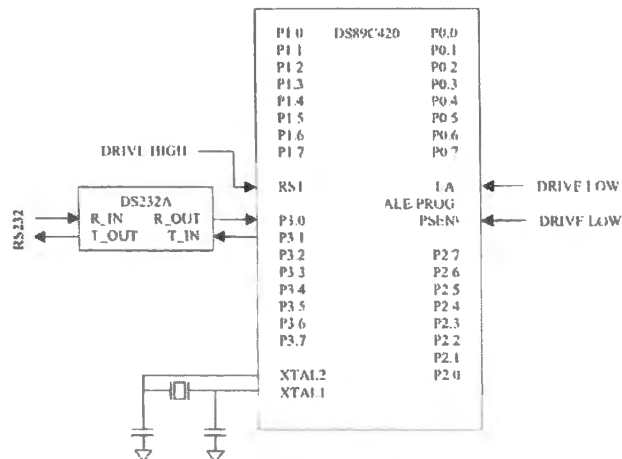 P1.0 DS89C420 P0.0
P1.1 P0.1
P1.2 P0.2
P1.3 P0.3
P1.4 P0.4
P1.5 P0.5
P1.6 P0.6
P1.7 P0.7
DRIVE HIGH
RST EA DRIVE LOW
DS232A
ALE/PROG
RS232
R_IN R_OUT P3.0 PSEN\ DRIVE LOW
T_OUT T_IN P3.1
P3.2 P2.7
P3.3 P2.6
P3.4 P2.5
P3.5 P2.4
P3.6 P2.3
P3.7 P2.2
P2.1
XTAL2 P2.0
XTAL1